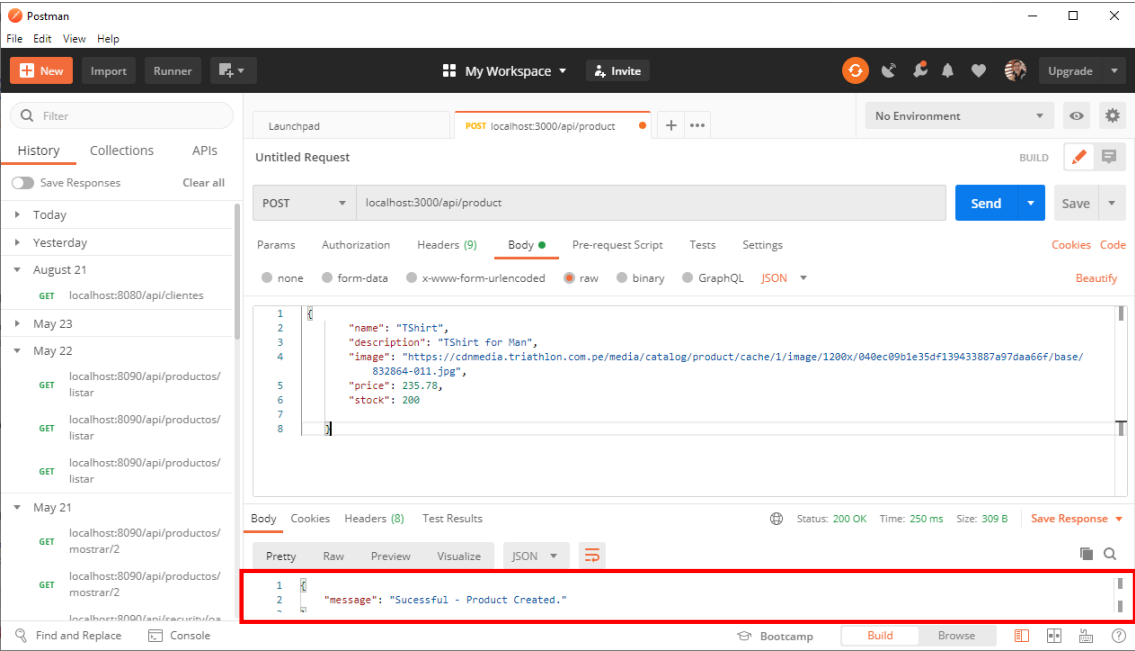 Postman
File Edit View Help
New Import Runner My Workspace Invite Upgrade
Filter
History Collections APIs
Save Responses Clear all
Today
Yesterday
August 21
GET localhost:8080/api/clientes
May 23
May 22
GET localhost:8090/api/productos/
listar
GET localhost:8090/api/productos/
listar
GET localhost:8090/api/productos/
listar
May 21
GET localhost:8090/api/productos/
mostrar/2
GET localhost:8090/api/productos/
mostrar/2
localhost:8090/api/security/oa
Launchpad POST localhost:3000/api/product + ••• No Environment
Untitled Request BUILD
POST localhost:3000/api/product Send Save
Params Authorization Headers (9) Body Pre-request Script Tests Settings Cookies Code
none form-data x-www-form-urlencoded raw binary GraphQL JSON Beautify
1 {
2 "name": "TShirt",
3 "description": "TShirt for Man",
4 "image": "https://cdnmedia.triathlon.com.pe/media/catalog/product/cache/1/image/1200x/040ec09b1e35df139433887a97daa66f/base/
832864-011.jpg",
5 "price": 235.78,
6 "stock": 200
7
8 }
Body Cookies Headers (8) Test Results Status: 200 OK Time: 250 ms Size: 309 B Save Response
Pretty Raw Preview Visualize JSON
1 {
2 "message": "Sucessful - Product Created."
3 }
Find and Replace Console Bootcamp Build Browse ?